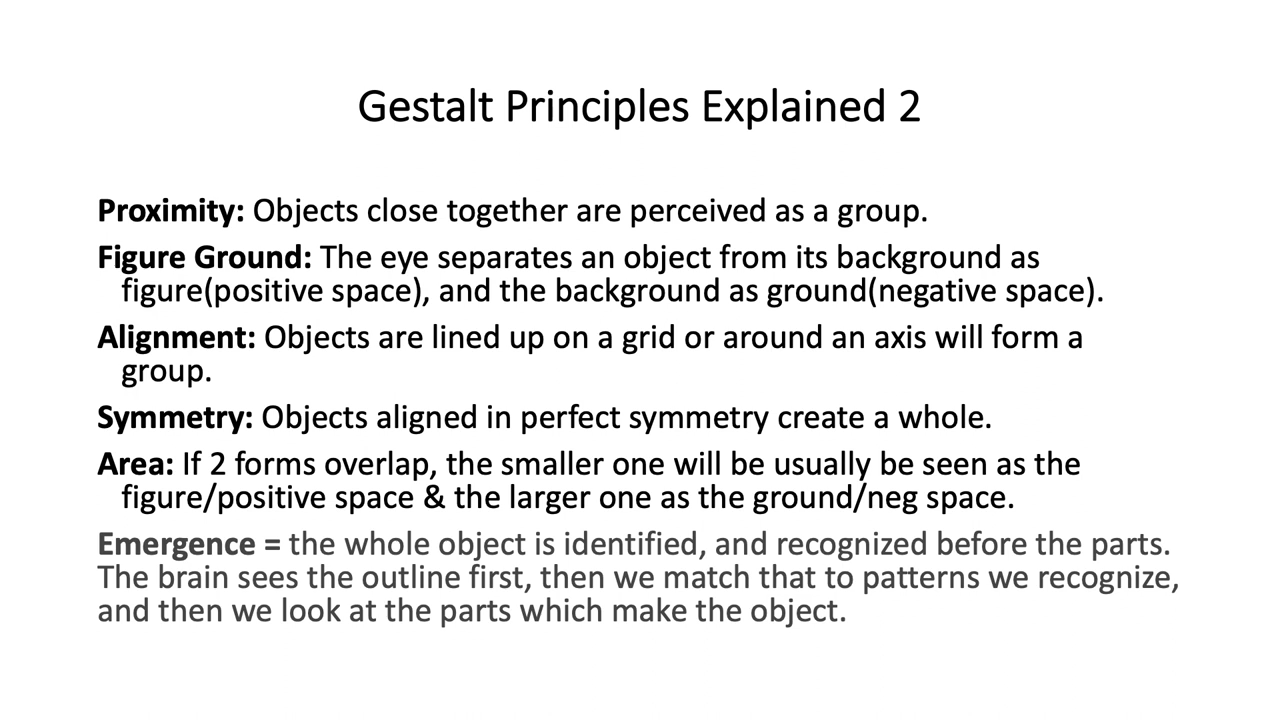 Gestalt Principles Explained 2
Proximity: Objects close together are perceived as a group.
Figure Ground: The eye separates an object from its background as
figure(positive space), and the background as ground(negative space).
Alignment: Objects are lined up on a grid or around an axis will form a
group.
Symmetry: Objects aligned in perfect symmetry create a whole.
Area: If 2 forms overlap, the smaller one will be usually be seen as the
figure/positive space & the larger one as the ground/neg space.
Emergence = the whole object is identified, and recognized before the parts.
The brain sees the outline first, then we match that to patterns we recognize,
and then we look at the parts which make the object.